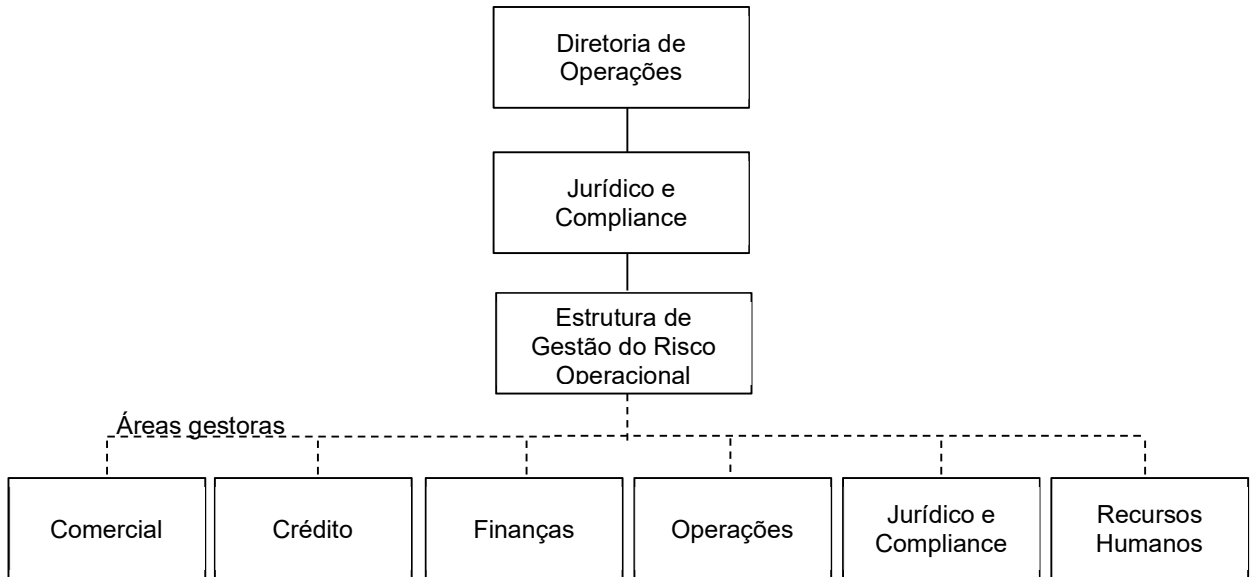 Diretoria de
Operações
Jurídico e
Compliance
Estrutura de
Gestão do Risco
Operacional
Áreas gestoras
Comercial
Crédito
Finanças
Operações
Jurídico e
Compliance
Recursos
Humanos